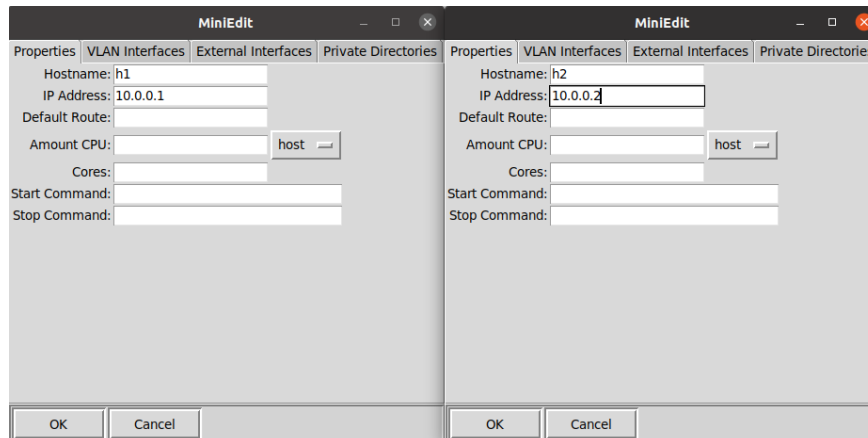 MiniEdit
Properties VLAN Interfaces External Interfaces Private Directories
Hostname: h1
IP Address: 10.0.0.1
Default Route:
Amount CPU: host
Cores:
Start Command:
Stop Command:
OK Cancel
MiniEdit
Properties VLAN Interfaces External Interfaces Private Directorie
Hostname: h2
IP Address: 10.0.0.2
Default Route:
Amount CPU: host
Cores:
Start Command:
Stop Command:
OK Cancel